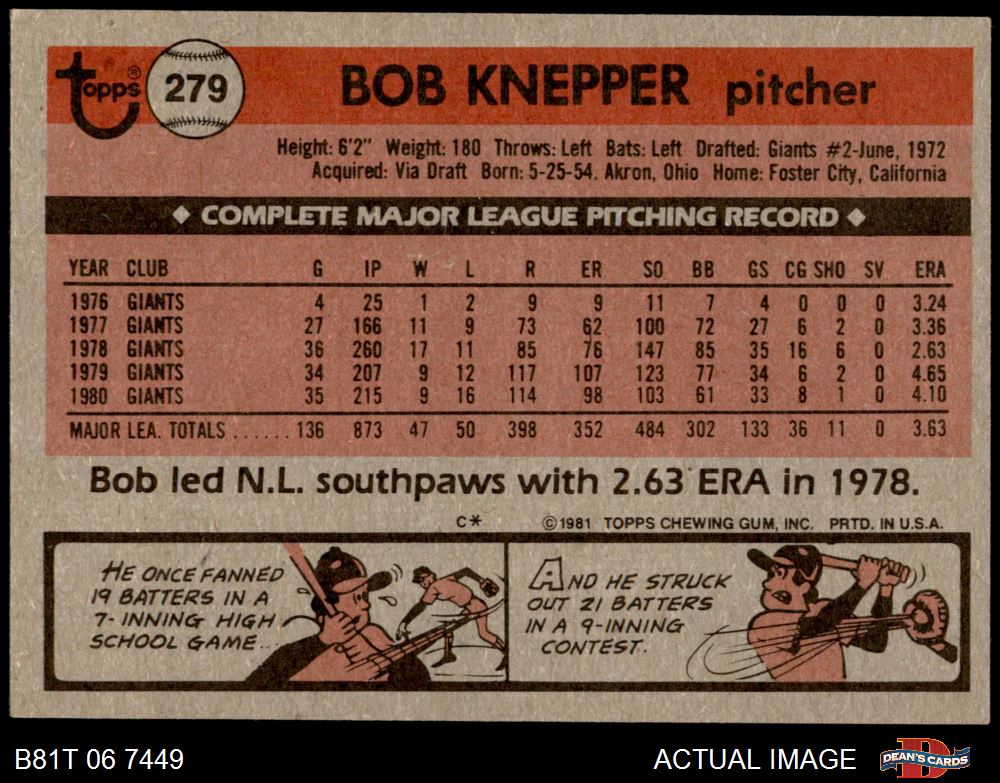 Topps® 279 BOB KNEPPER pitcher
Height: 6'2" Weight: 180 Throws: Left Bats: Left Drafted: Giants #2-June, 1972
Acquired: Via Draft Born: 5-25-54. Akron, Ohio Home: Foster City, California
◆ COMPLETE MAJOR LEAGUE PITCHING RECORD ◆
YEAR CLUB G IP W L R ER SO BB GS CG SHO SV ERA
1976 GIANTS 4 25 1 2 9 9 11 7 4 0 0 0 3.24
1977 GIANTS 27 166 11 9 73 62 100 72 27 6 2 0 3.36
1978 GIANTS 36 260 17 11 85 76 147 85 35 16 6 0 2.63
1979 GIANTS 34 207 9 12 117 107 123 77 34 6 2 0 4.65
1980 GIANTS 35 215 9 16 114 98 103 61 33 8 1 0 4.10
MAJOR LEA. TOTALS ...... 136 873 47 50 398 352 484 302 133 36 11 0 3.63
Bob led N.L. southpaws with 2.63 ERA in 1978.
C* ©1981 TOPPS CHEWING GUM, INC. PRTD. IN U.S.A.
HE ONCE FANNED
19 BATTERS IN A
7-INNING HIGH
SCHOOL GAME...
AND HE STRUCK
OUT 21 BATTERS
IN A 9-INNING
CONTEST.
B81T 06 7449 ACTUAL IMAGE DEAN'S CARDS